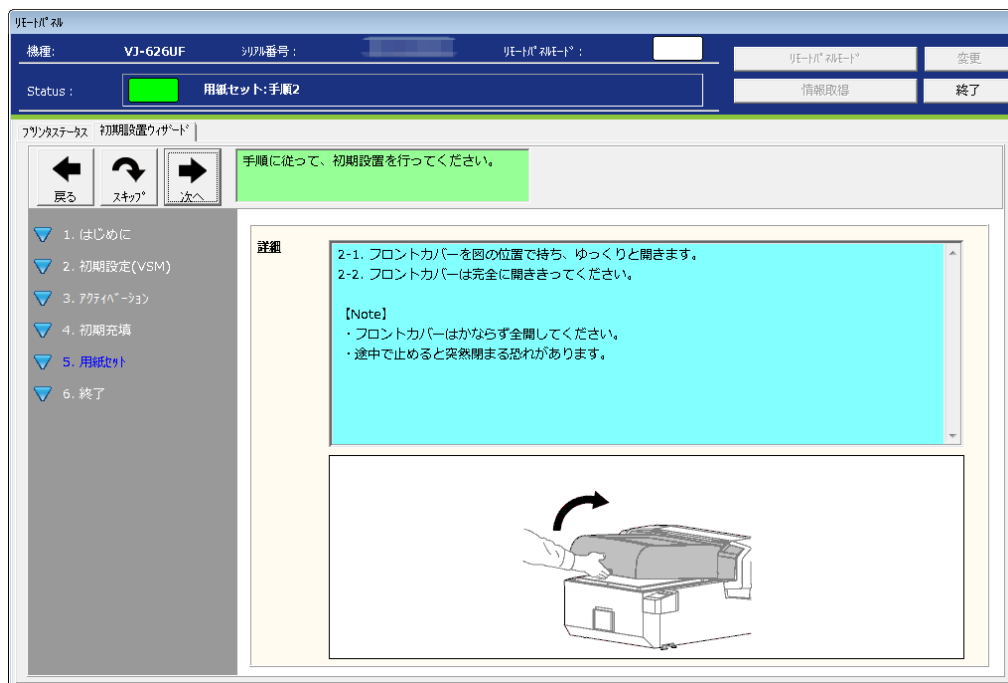 リモートパネル
機種: VJ-626UF シリアル番号: リモートパネルモード:
リモートパネルモード 変更
Status: 用紙セット:手順2
情報取得 終了
プリンタステータス 初期設置ウィザード
戻る スキップ 次へ
手順に従って、初期設置を行ってください。
1. はじめに
2. 初期設定(VSM)
3. アクティベーション
4. 初期充填
5. 用紙セット
6. 終了
詳細
2-1. フロントカバーを図の位置で持ち、ゆっくりと開きます。
2-2. フロントカバーは完全に開ききってください。
【Note】
・フロントカバーはかならず全開してください。
・途中で止めると突然閉まる恐れがあります。